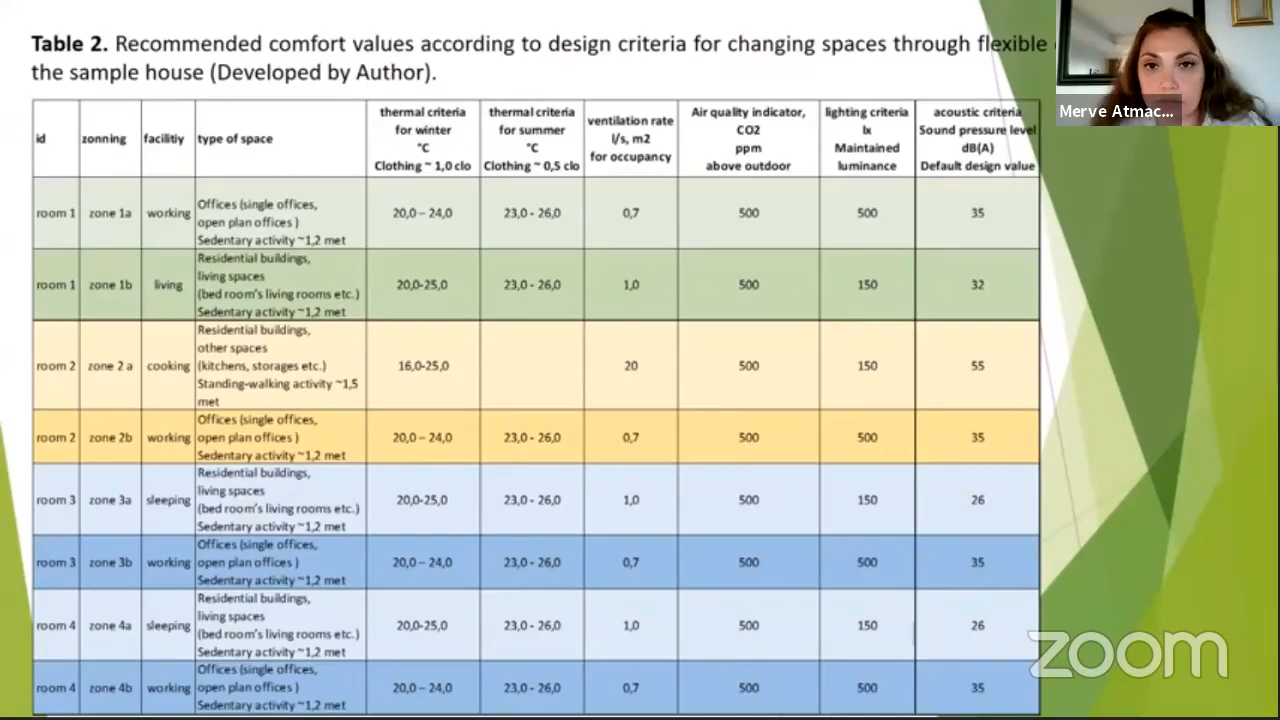 Table 2. Recommended comfort values according to design criteria for changing spaces through flexible
the sample house (Developed by Author).
Merve Atmac...
id zonning facilitiy type of space thermal criteria for winter °C Clothing ~ 1,0 clo thermal criteria for summer °C Clothing ~ 0,5 clo ventilation rate l/s, m2 for occupancy Air quality indicator, CO2 ppm above outdoor lighting criteria lx Maintained luminance acoustic criteria Sound pressure level dB(A) Default design value
room 1 zone 1a working Offices (single offices, open plan offices ) Sedentary activity ~1,2 met 20,0 – 24,0 23,0 - 26,0 0,7 500 500 35
room 1 zone 1b living Residential buildings, living spaces (bed room's living rooms etc.) Sedentary activity ~1,2 met 20,0-25,0 23,0 - 26,0 1,0 500 150 32
room 2 zone 2 a cooking Residential buildings, other spaces (kitchens, storages etc.) Standing-walking activity ~1,5 met 16,0-25,0 20 500 150 55
room 2 zone 2b working Offices (single offices, open plan offices ) Sedentary activity ~1,2 met 20,0 – 24,0 23,0 - 26,0 0,7 500 500 35
room 3 zone 3a sleeping Residential buildings, living spaces (bed room's living rooms etc.) Sedentary activity ~1,2 met 20,0-25,0 23,0 - 26,0 1,0 500 150 26
room 3 zone 3b working Offices (single offices, open plan offices ) Sedentary activity ~1,2 met 20,0 – 24,0 23,0 - 26,0 0,7 500 500 35
room 4 zone 4a sleeping Residential buildings, living spaces (bed room's living rooms etc.) Sedentary activity ~1,2 met 20,0-25,0 23,0 - 26,0 1,0 500 150 26
room 4 zone 4b working Offices (single offices, open plan offices ) Sedentary activity ~1,2 met 20,0 – 24,0 23,0 - 26,0 0,7 500 500 35
zoom